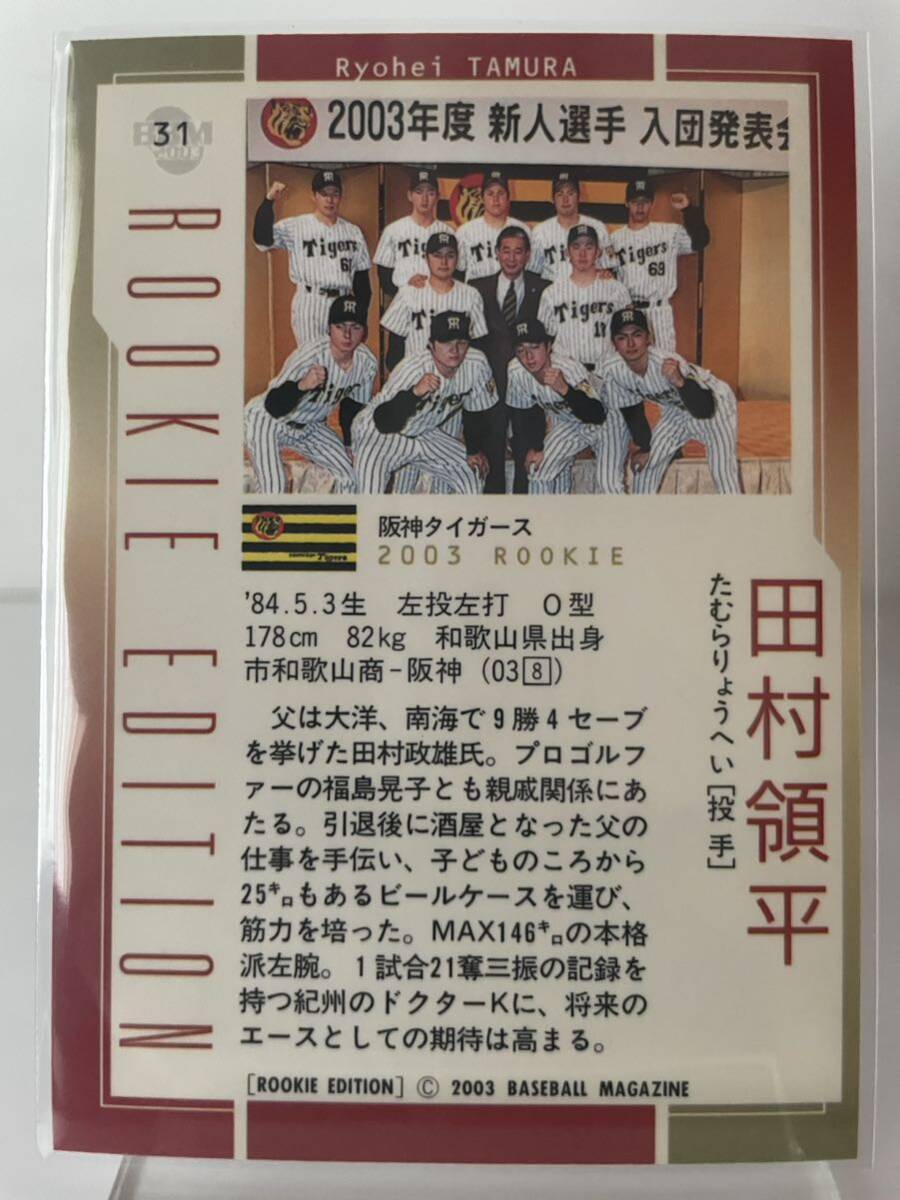 Ryohei TAMURA
31
BBM
2003
ROOKIE EDITION
2003年度 新人選手 入団発表会
Tigers
Tigers
69
Tigers
阪神タイガース
2003 ROOKIE
'84.5.3生 左投左打 O型
178cm 82kg 和歌山県出身
市和歌山商-阪神 (03 8)
父は大洋、南海で9勝4セーブ
を挙げた田村政雄氏。プロゴルフ
ァーの福島晃子とも親戚関係にあ
たる。引退後に酒屋となった父の
仕事を手伝い、子どものころから
25㌔もあるビールケースを運び、
筋力を培った。MAX146㌔の本格
派左腕。1試合21奪三振の記録を
持つ紀州のドクターKに、将来の
エースとしての期待は高まる。
田村領平
たむらりょうへい[投手]
[ROOKIE EDITION] © 2003 BASEBALL MAGAZINE